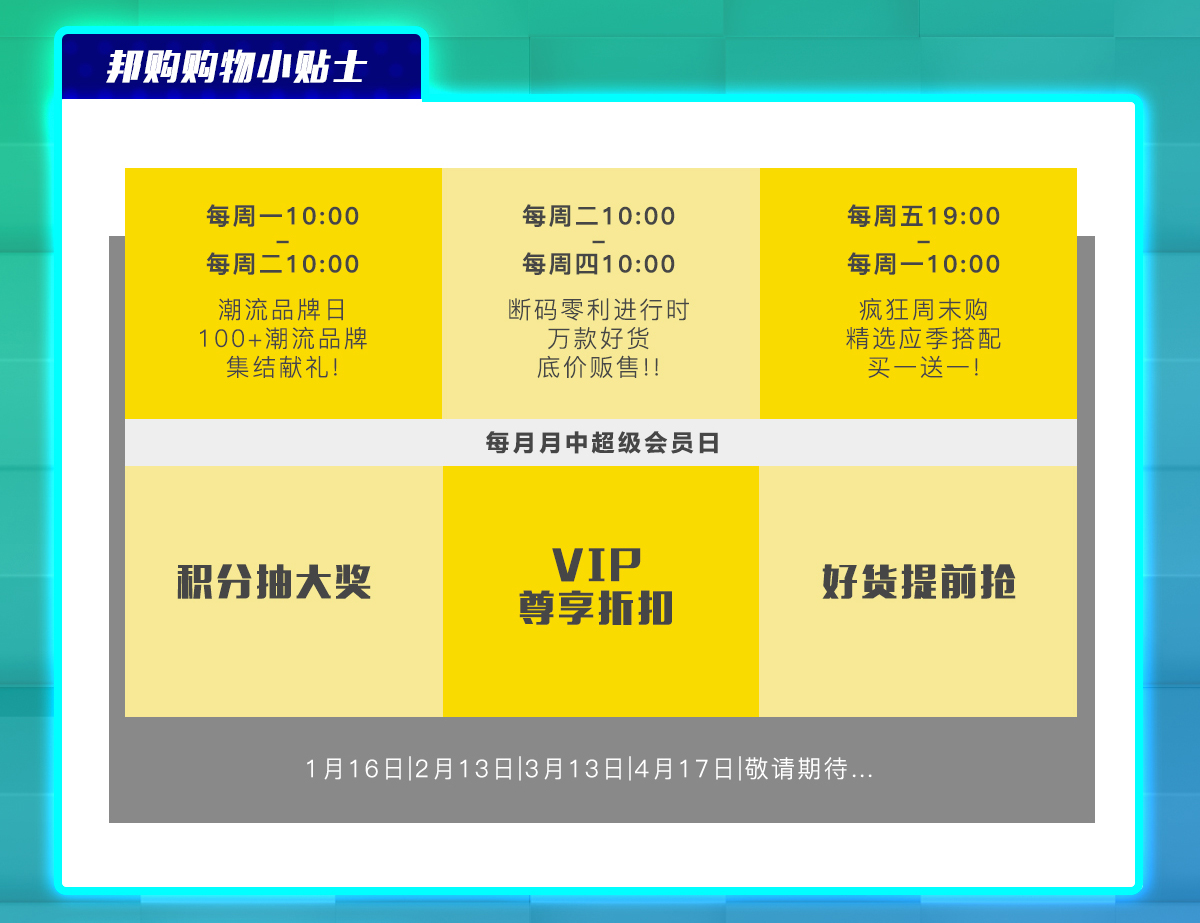 邦购购物小贴士
每周一10:00
–
每周二10:00
潮流品牌日
100+潮流品牌
集结献礼!
每周二10:00
–
每周四10:00
断码零利进行时
万款好货
底价贩售!!
每周五19:00
–
每周一10:00
疯狂周末购
精选应季搭配
买一送一!
每月月中超级会员日
积分抽大奖
VIP
尊享折扣
好货提前抢
1月16日|2月13日|3月13日|4月17日|敬请期待...